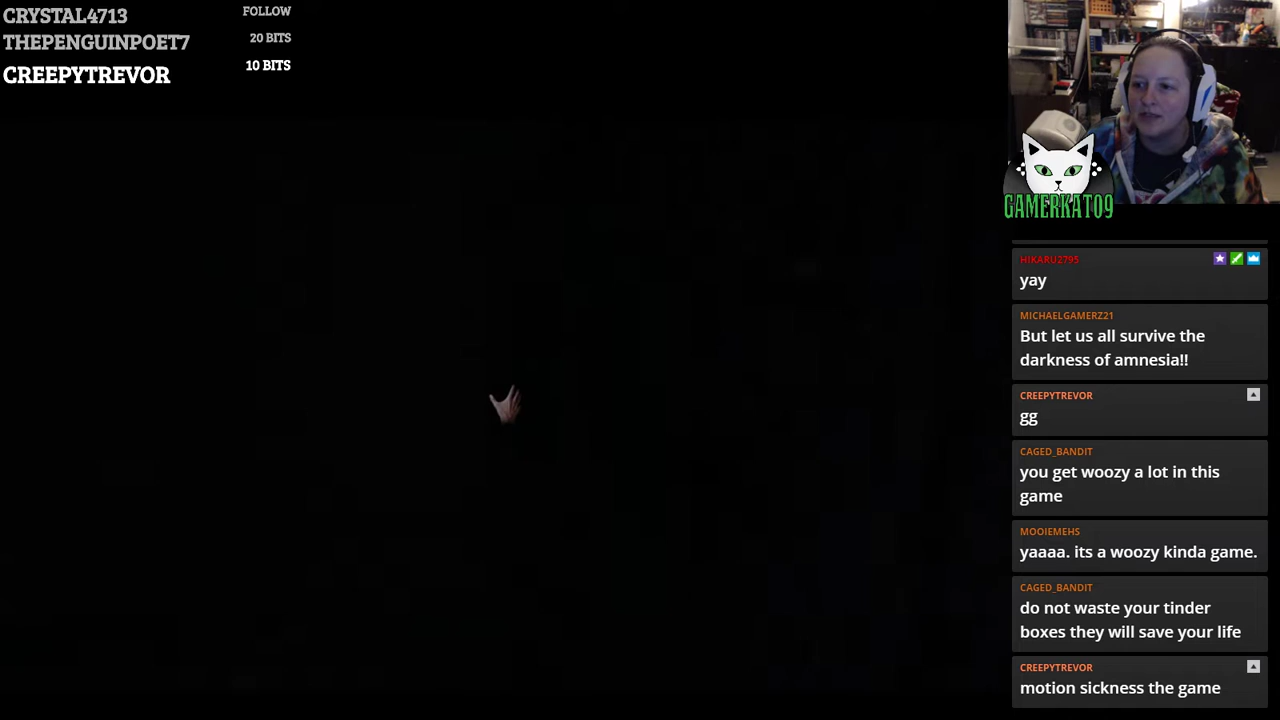 CRYSTAL4713 FOLLOW
THEPENGUINPOET7 20 BITS
CREEPYTREVOR 10 BITS
GAMERKAT09
HIKARU2795
yay
MICHAELGAMERZ21
But let us all survive the
darkness of amnesia!!
CREEPYTREVOR
gg
CAGED_BANDIT
you get woozy a lot in this
game
MOOIEMEHS
yaaaa. its a woozy kinda game.
CAGED_BANDIT
do not waste your tinder
boxes they will save your life
CREEPYTREVOR
motion sickness the game